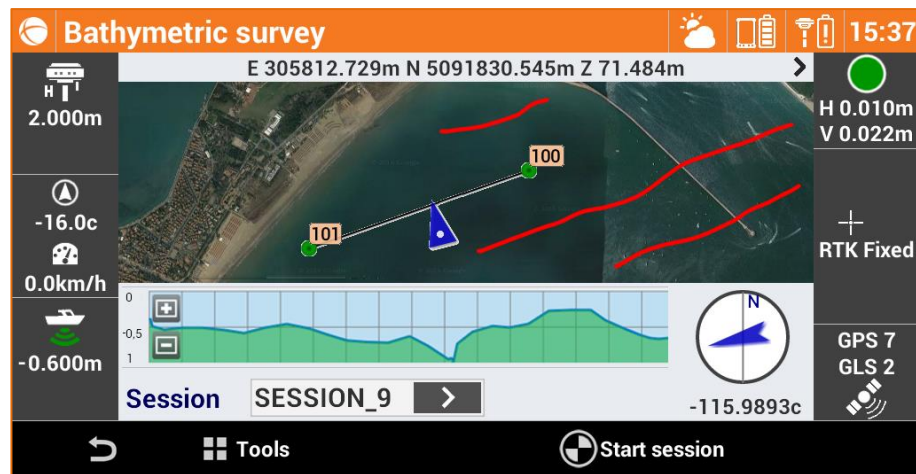 Bathymetric survey
15:37
H
2.000m
-16.0c
0.0km/h
-0.600m
E 305812.729m N 5091830.545m Z 71.484m
100
101
0
-0,5
1
N
-115.9893c
Session
SESSION_9
H 0.010m
V 0.022m
RTK Fixed
GPS 7
GLS 2
Tools
Start session